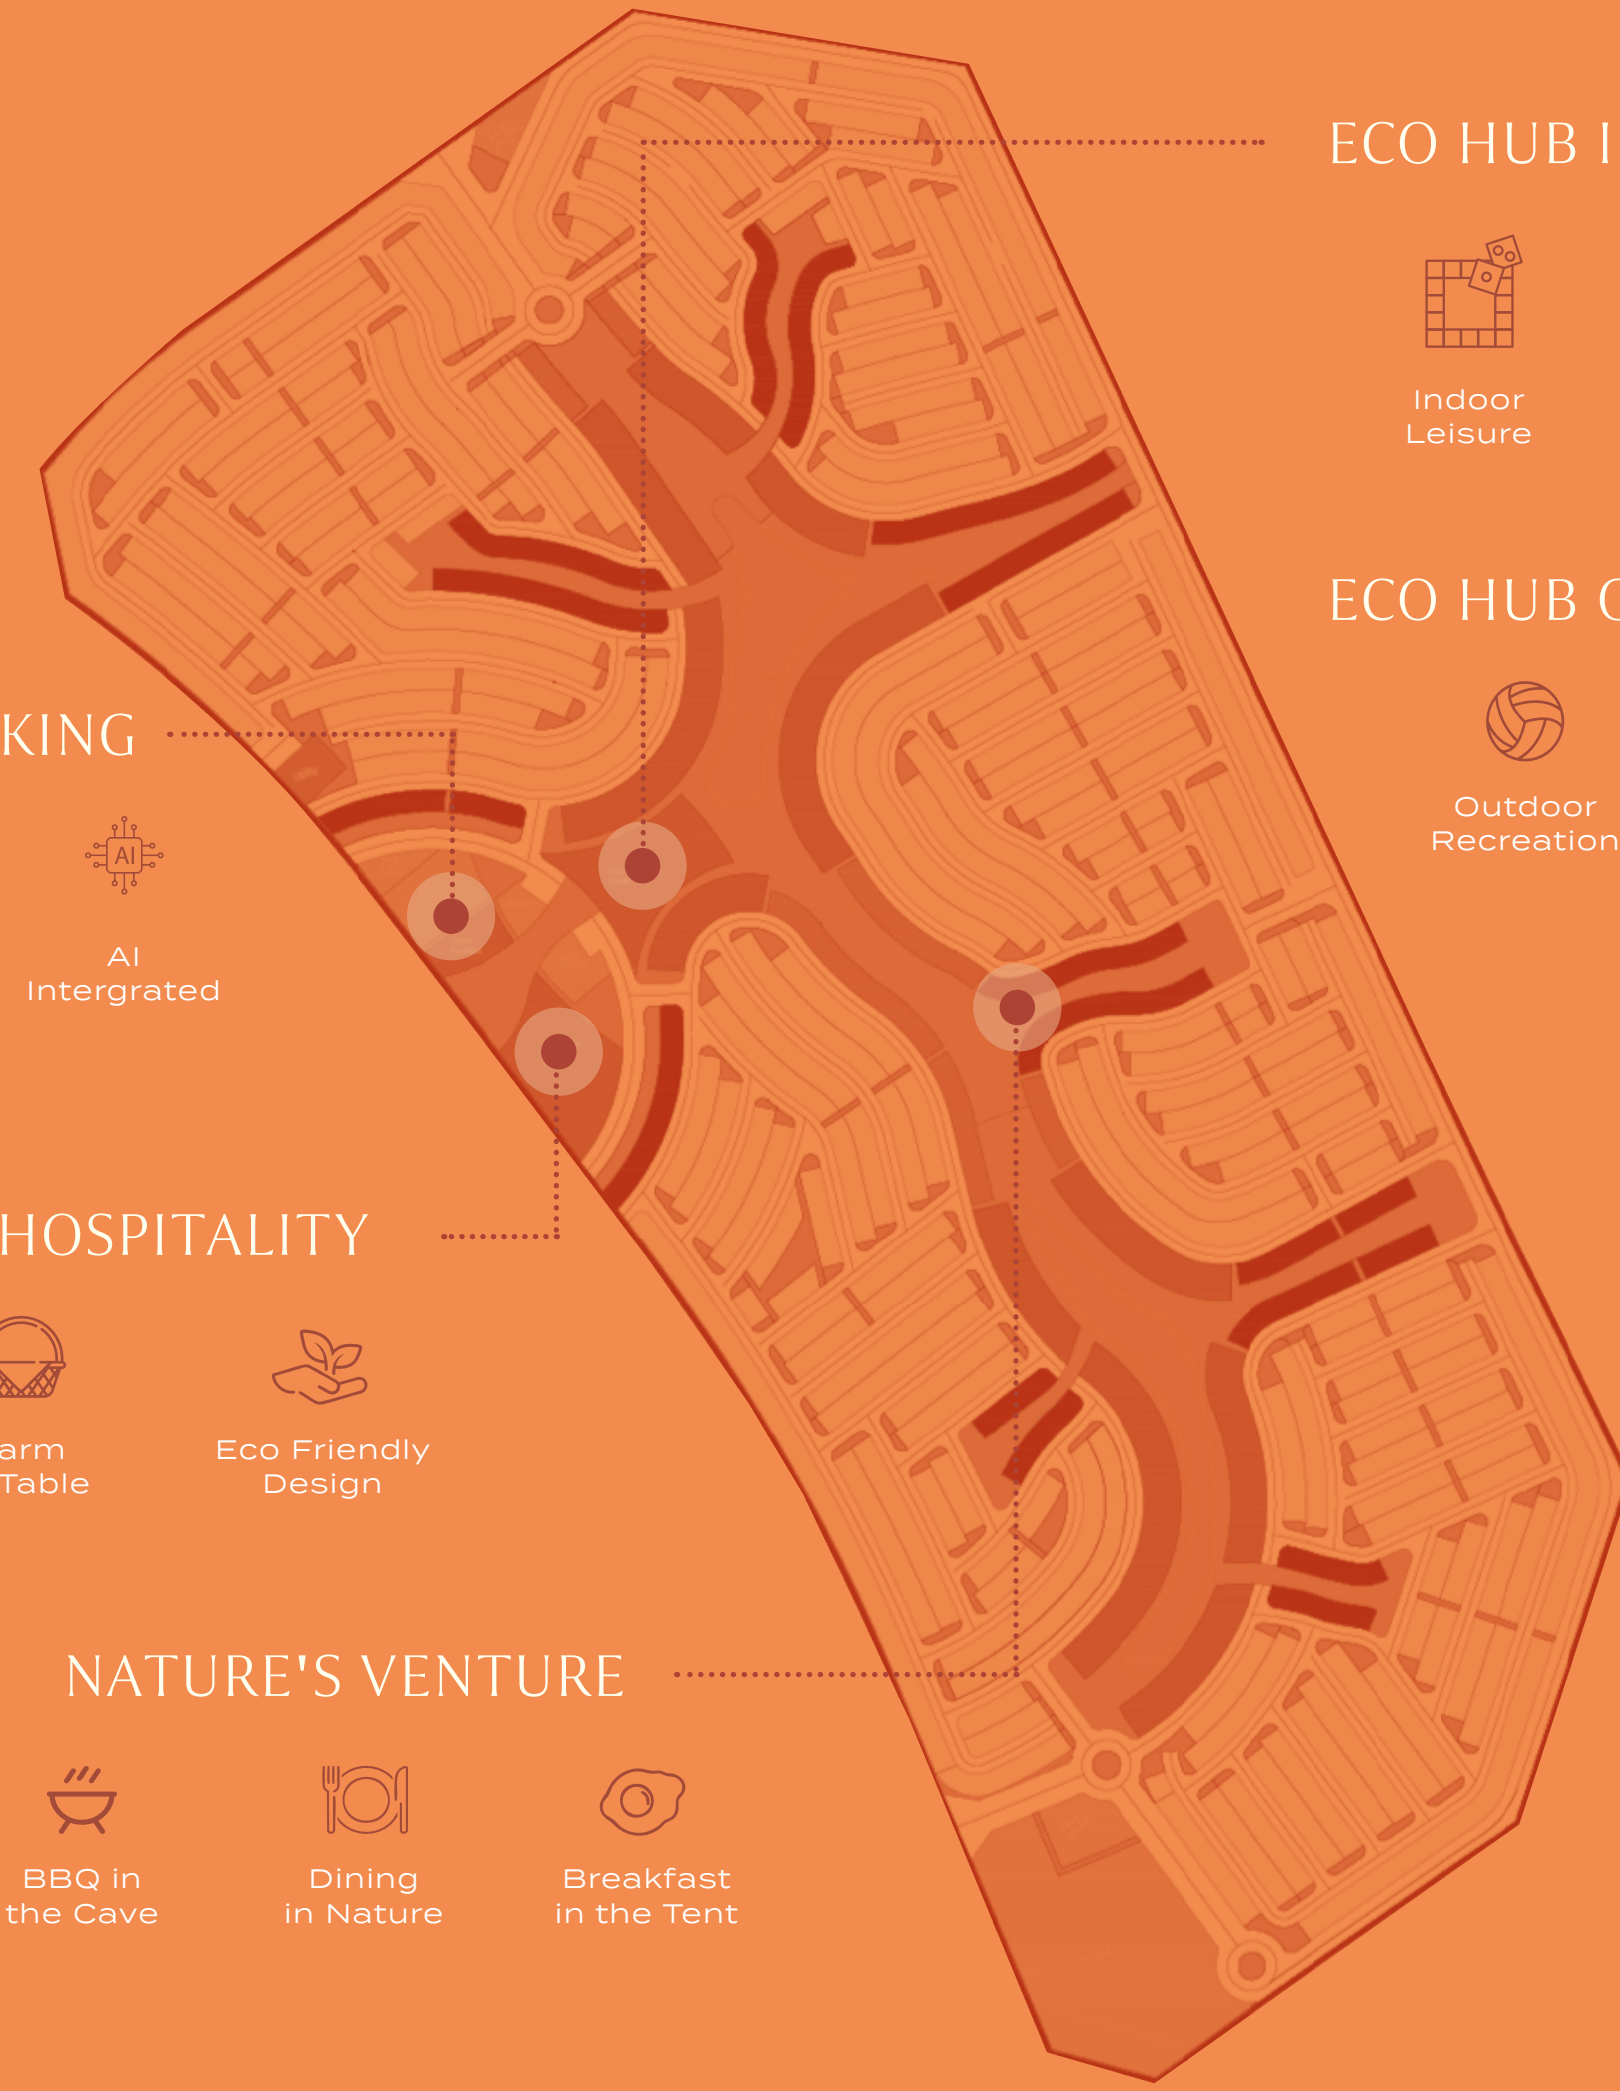 ECO HUB I
Indoor
Leisure
ECO HUB
Outdoor
Recreation
KING
AI
AI
Intergrated
HOSPITALITY
arm
Table
Eco Friendly
Design
NATURE'S VENTURE
BBQ in
the Cave
Dining
in Nature
Breakfast
in the Tent